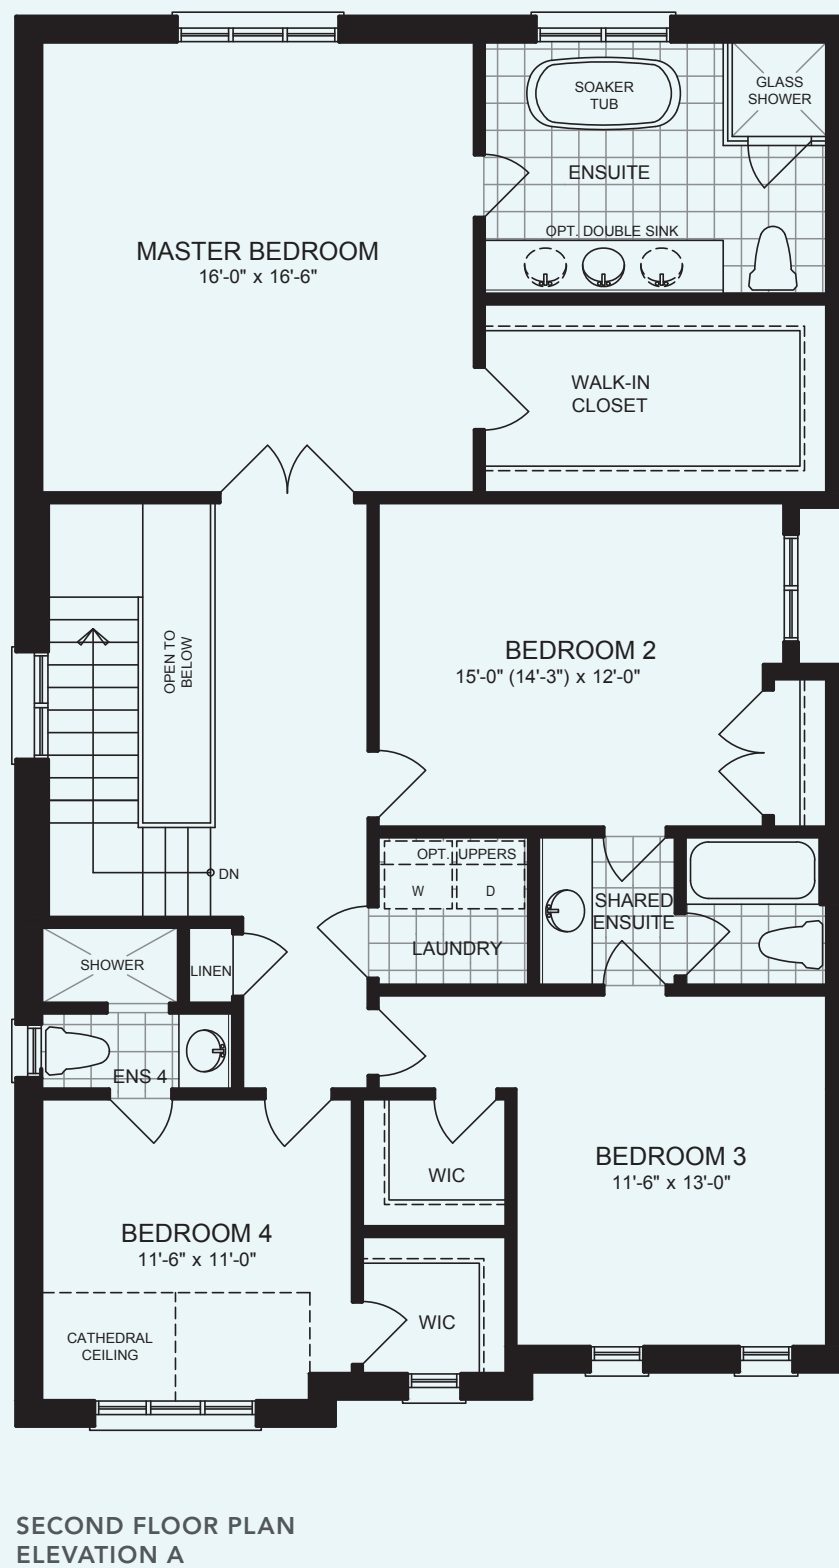 SOAKER
TUB
GLASS
SHOWER
ENSUITE
OPT. DOUBLE SINK
MASTER BEDROOM
16'-0" x 16'-6"
WALK-IN
CLOSET
OPEN TO
BELOW
BEDROOM 2
15'-0" (14'-3") x 12'-0"
DN
OPT. UPPERS
W
D
LAUNDRY
SHARED
ENSUITE
SHOWER
LINEN
ENS 4
WIC
BEDROOM 3
11'-6" x 13'-0"
BEDROOM 4
11'-6" x 11'-0"
WIC
CATHEDRAL
CEILING
SECOND FLOOR PLAN
ELEVATION A